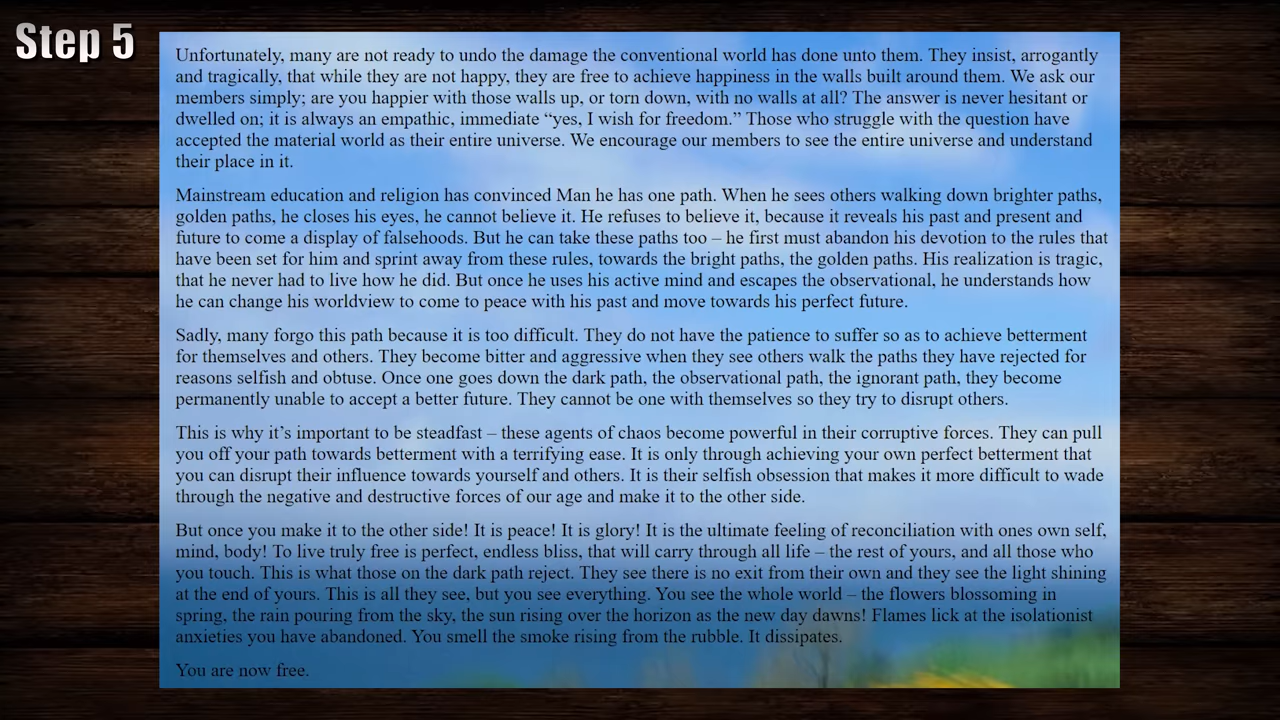 Step 5
Unfortunately, many are not ready to undo the damage the conventional world has done unto them. They insist, arrogantly
and tragically, that while they are not happy, they are free to achieve happiness in the walls built around them. We ask our
members simply; are you happier with those walls up, or torn down, with no walls at all? The answer is never hesitant or
dwelled on; it is always an empathic, immediate “yes, I wish for freedom.” Those who struggle with the question have
accepted the material world as their entire universe. We encourage our members to see the entire universe and understand
their place in it.
Mainstream education and religion has convinced Man he has one path. When he sees others walking down brighter paths,
golden paths, he closes his eyes, he cannot believe it. He refuses to believe it, because it reveals his past and present and
future to come a display of falsehoods. But he can take these paths too – he first must abandon his devotion to the rules that
have been set for him and sprint away from these rules, towards the bright paths, the golden paths. His realization is tragic,
that he never had to live how he did. But once he uses his active mind and escapes the observational, he understands how
he can change his worldview to come to peace with his past and move towards his perfect future.
Sadly, many forgo this path because it is too difficult. They do not have the patience to suffer so as to achieve betterment
for themselves and others. They become bitter and aggressive when they see others walk the paths they have rejected for
reasons selfish and obtuse. Once one goes down the dark path, the observational path, the ignorant path, they become
permanently unable to accept a better future. They cannot be one with themselves so they try to disrupt others.
This is why it’s important to be steadfast – these agents of chaos become powerful in their corruptive forces. They can pull
you off your path towards betterment with a terrifying ease. It is only through achieving your own perfect betterment that
you can disrupt their influence towards yourself and others. It is their selfish obsession that makes it more difficult to wade
through the negative and destructive forces of our age and make it to the other side.
But once you make it to the other side! It is peace! It is glory! It is the ultimate feeling of reconciliation with ones own self,
mind, body! To live truly free is perfect, endless bliss, that will carry through all life – the rest of yours, and all those who
you touch. This is what those on the dark path reject. They see there is no exit from their own and they see the light shining
at the end of yours. This is all they see, but you see everything. You see the whole world – the flowers blossoming in
spring, the rain pouring from the sky, the sun rising over the horizon as the new day dawns! Flames lick at the isolationist
anxieties you have abandoned. You smell the smoke rising from the rubble. It dissipates.
You are now free.